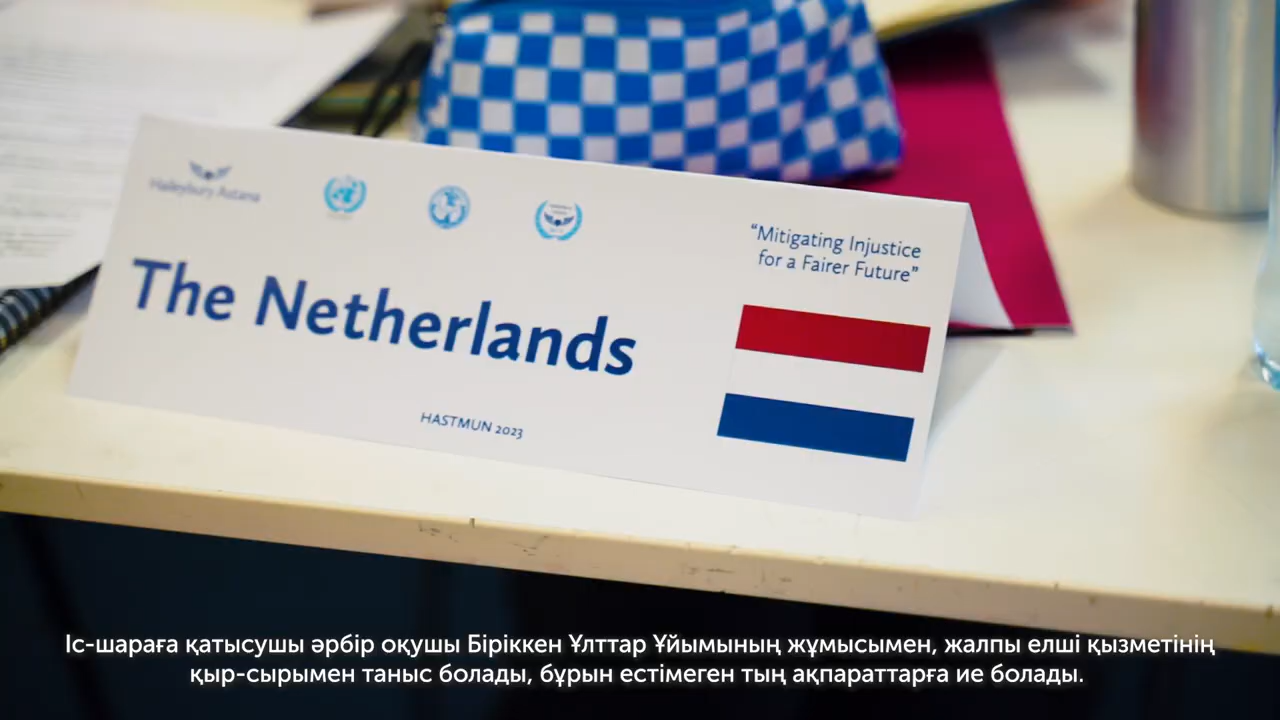 Haileybury Astana
"Mitigating Injustice
for a Fairer Future"
The Netherlands
HASTMUN 2023
Іс-шараға қатысушы әрбір оқушы Біріккен Ұлттар Ұйымының жұмысымен, жалпы елші қызметінің
қыр-сырымен таныс болады, бұрын естімеген тың ақпараттарға ие болады.